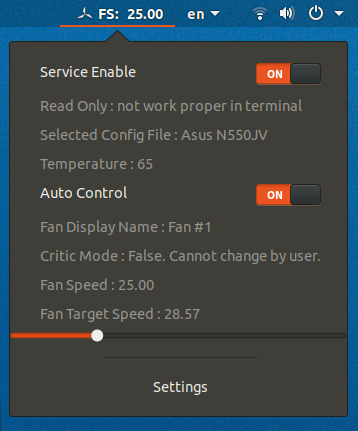 FS: 25.00 en
Service Enable ON
Read Only : not work proper in terminal
Selected Config File : Asus N550JV
Temperature : 65
Auto Control ON
Fan Display Name : Fan #1
Critic Mode : False. Cannot change by user.
Fan Speed : 25.00
Fan Target Speed : 28.57
Settings